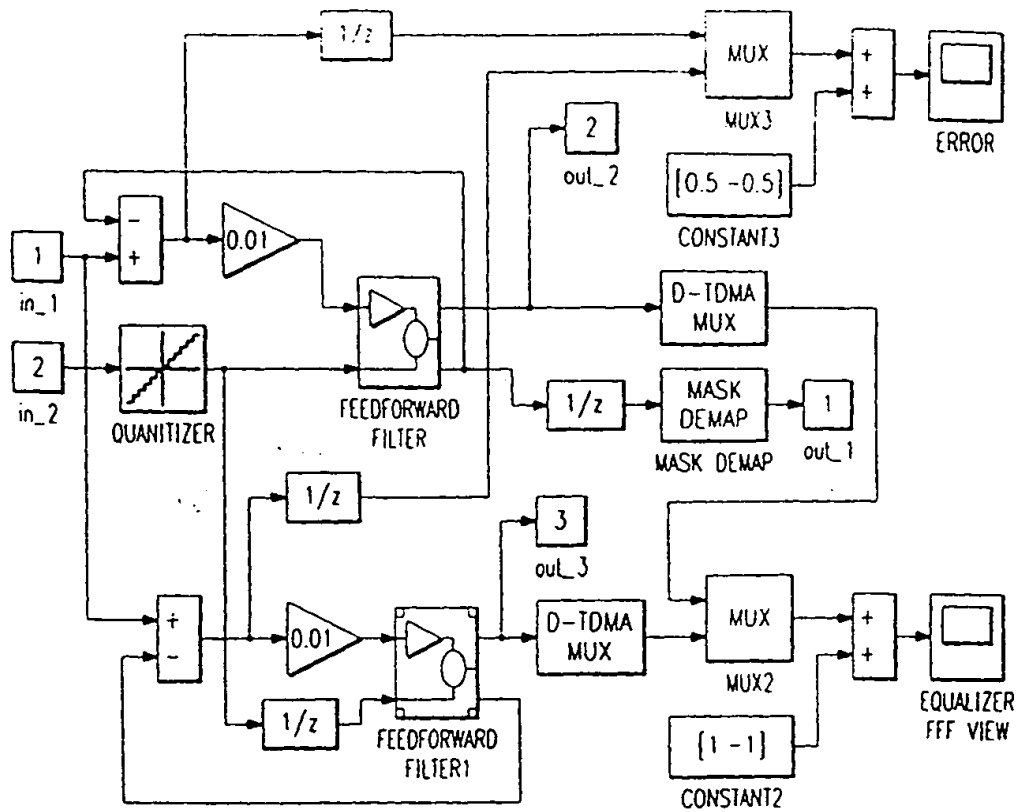 1/z
MUX
MUX3
+
+
ERROR
2
out_2
[0.5 -0.5]
CONSTANT3
-
+
0.01
1
in_1
D-TDMA
MUX
2
in_2
QUANITIZER
FEEDFORWARD
FILTER
1/z
MASK
DEMAP
MASK DEMAP
1
out_1
1/z
3
out_3
+
-
0.01
D-TDMA
MUX
MUX
MUX2
+
+
EQUALIZER
FFF VIEW
1/z
FEEDFORWARD
FILTER1
[1 -1]
CONSTANT2